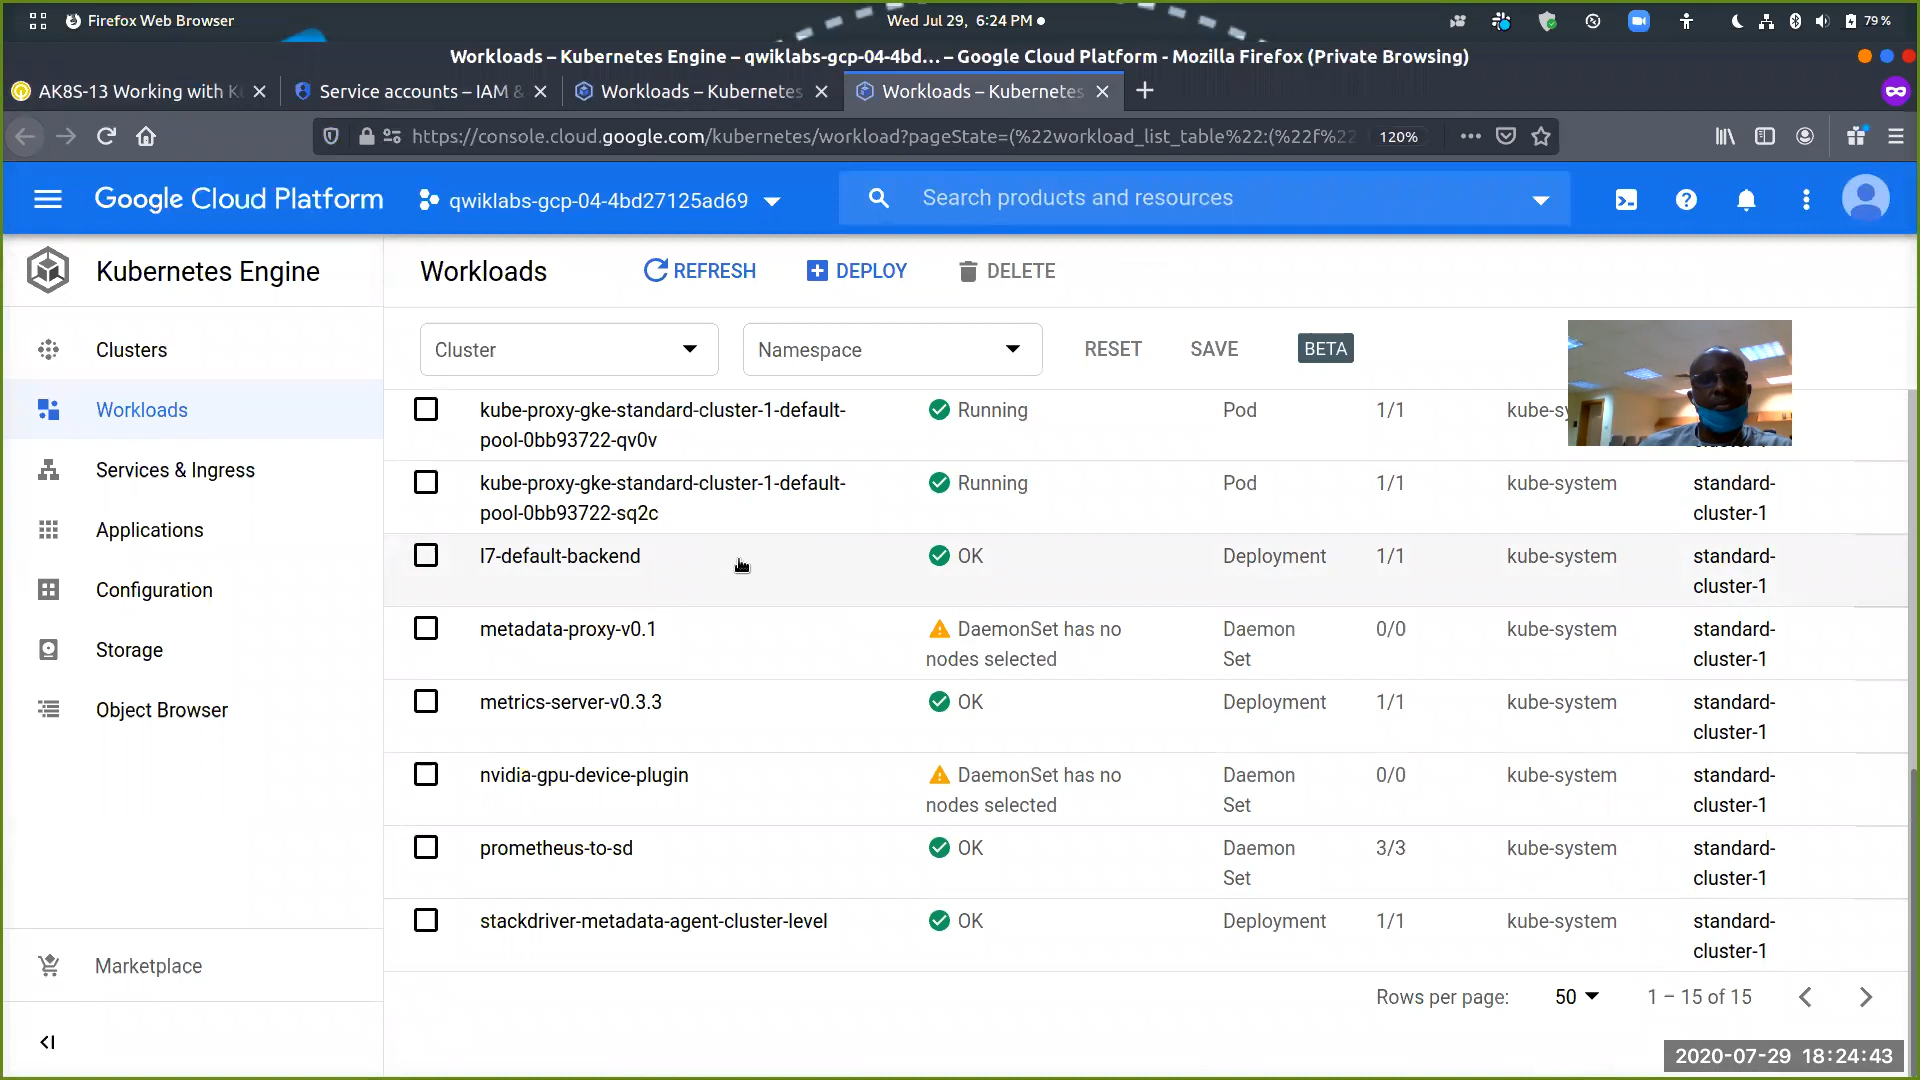 Firefox Web Browser
Wed Jul 29, 6:24 PM
79 %
Workloads – Kubernetes Engine – qwiklabs-gcp-04-4bd... – Google Cloud Platform - Mozilla Firefox (Private Browsing)
AK8S-13 Working with
Service accounts – IAM &
Workloads – Kubernetes
Workloads – Kubernetes
https://console.cloud.google.com/kubernetes/workload?pageState=(%22workload_list_table%22:(%22f%22
120%
Google Cloud Platform
qwiklabs-gcp-04-4bd27125ad69
Search products and resources
Kubernetes Engine
Workloads
REFRESH
DEPLOY
DELETE
Clusters
Workloads
Services & Ingress
Applications
Configuration
Storage
Object Browser
Marketplace
Cluster
Namespace
RESET
SAVE
BETA
kube-proxy-gke-standard-cluster-1-default-
pool-0bb93722-qv0v
Running
Pod
1/1
kube-sy
kube-proxy-gke-standard-cluster-1-default-
pool-0bb93722-sq2c
Running
Pod
1/1
kube-system
standard-
cluster-1
l7-default-backend
OK
Deployment
1/1
kube-system
standard-
cluster-1
metadata-proxy-v0.1
DaemonSet has no
nodes selected
Daemon
Set
0/0
kube-system
standard-
cluster-1
metrics-server-v0.3.3
OK
Deployment
1/1
kube-system
standard-
cluster-1
nvidia-gpu-device-plugin
DaemonSet has no
nodes selected
Daemon
Set
0/0
kube-system
standard-
cluster-1
prometheus-to-sd
OK
Daemon
Set
3/3
kube-system
standard-
cluster-1
stackdriver-metadata-agent-cluster-level
OK
Deployment
1/1
kube-system
standard-
cluster-1
Rows per page:
50
1 – 15 of 15
2020-07-29 18:24:43